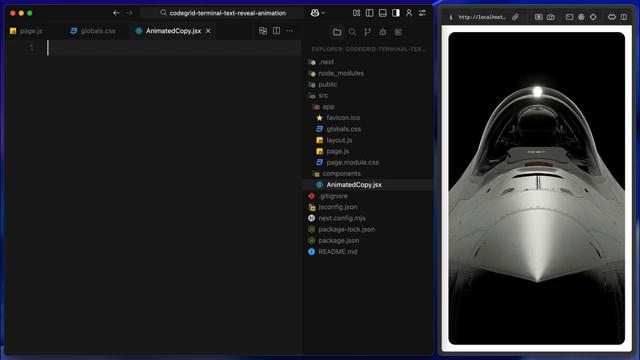 codegrid-terminal-text-reveal-animation
page.js
globals.css
AnimatedCopy.jsx
1
EXPLORER: CODEGRID-TERMINAL-TEX...
.next
node_modules
public
src
app
favicon.ico
globals.css
layout.js
page.js
page.module.css
components
AnimatedCopy.jsx
.gitignore
jsconfig.json
next.config.mjs
package-lock.json
package.json
README.md
http://localhost...